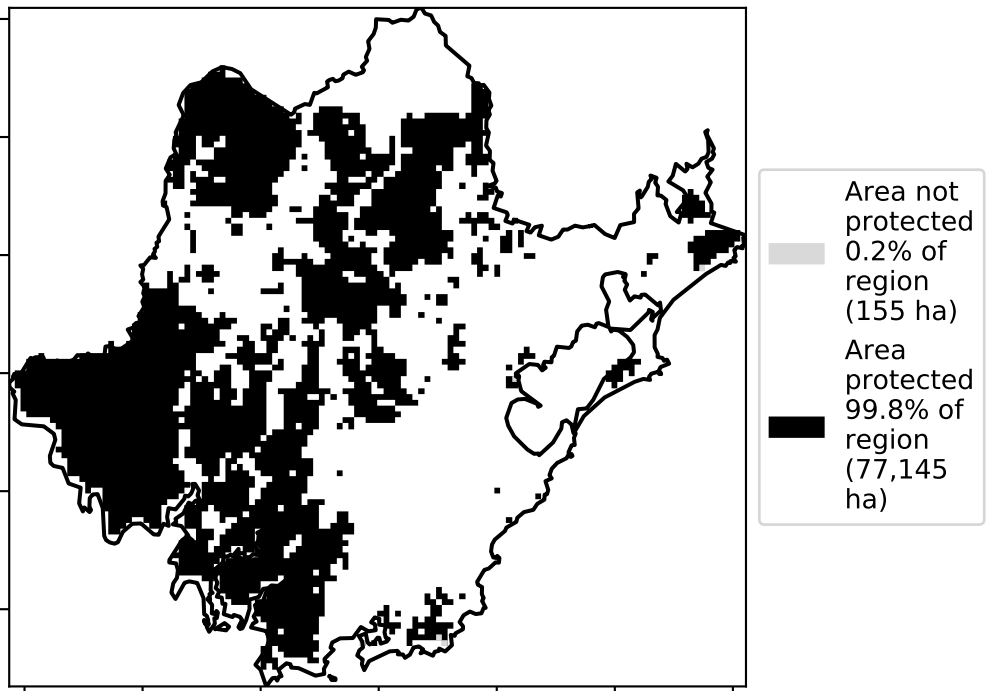 Area not
protected
0.2% of
region
(155 ha)
Area
protected
99.8% of
region
(77,145
ha)